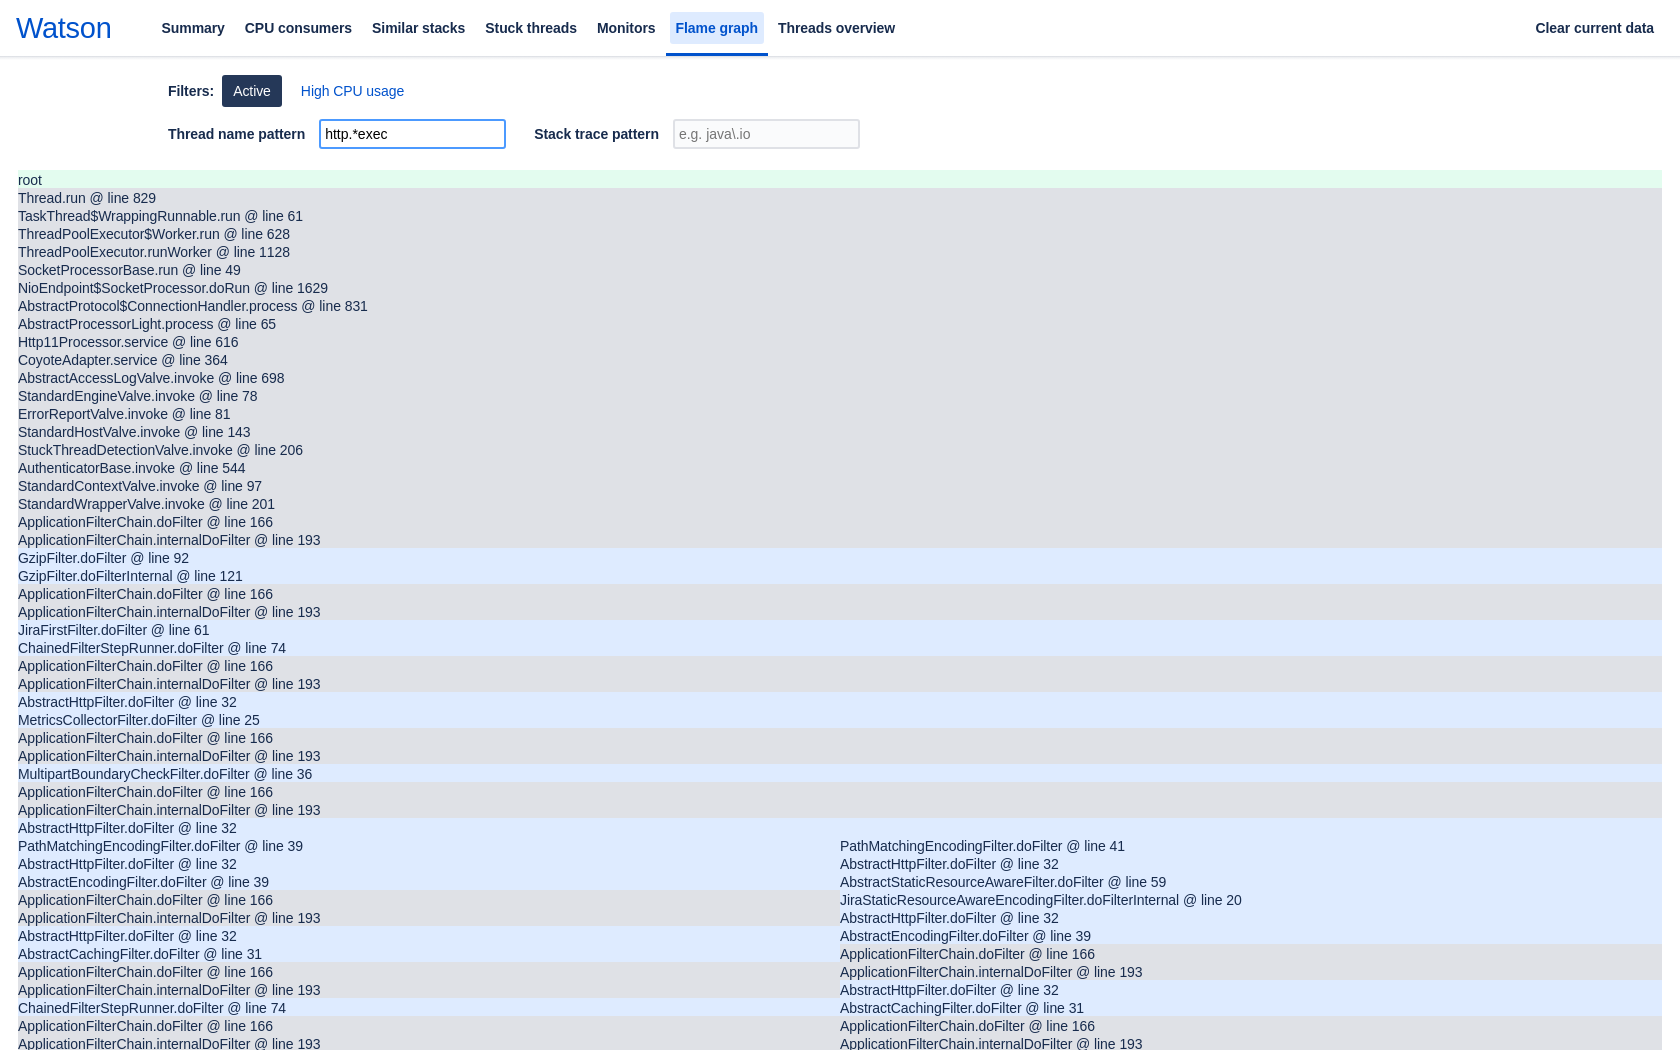 Watson Summary CPU consumers Similar stacks Stuck threads Monitors Flame graph Threads overview Clear current data
Filters: Active High CPU usage
Thread name pattern http.*exec Stack trace pattern e.g. java\.io
root
Thread.run @ line 829
TaskThread$WrappingRunnable.run @ line 61
ThreadPoolExecutor$Worker.run @ line 628
ThreadPoolExecutor.runWorker @ line 1128
SocketProcessorBase.run @ line 49
NioEndpoint$SocketProcessor.doRun @ line 1629
AbstractProtocol$ConnectionHandler.process @ line 831
AbstractProcessorLight.process @ line 65
Http11Processor.service @ line 616
CoyoteAdapter.service @ line 364
AbstractAccessLogValve.invoke @ line 698
StandardEngineValve.invoke @ line 78
ErrorReportValve.invoke @ line 81
StandardHostValve.invoke @ line 143
StuckThreadDetectionValve.invoke @ line 206
AuthenticatorBase.invoke @ line 544
StandardContextValve.invoke @ line 97
StandardWrapperValve.invoke @ line 201
ApplicationFilterChain.doFilter @ line 166
ApplicationFilterChain.internalDoFilter @ line 193
GzipFilter.doFilter @ line 92
GzipFilter.doFilterInternal @ line 121
ApplicationFilterChain.doFilter @ line 166
ApplicationFilterChain.internalDoFilter @ line 193
JiraFirstFilter.doFilter @ line 61
ChainedFilterStepRunner.doFilter @ line 74
ApplicationFilterChain.doFilter @ line 166
ApplicationFilterChain.internalDoFilter @ line 193
AbstractHttpFilter.doFilter @ line 32
MetricsCollectorFilter.doFilter @ line 25
ApplicationFilterChain.doFilter @ line 166
ApplicationFilterChain.internalDoFilter @ line 193
MultipartBoundaryCheckFilter.doFilter @ line 36
ApplicationFilterChain.doFilter @ line 166
ApplicationFilterChain.internalDoFilter @ line 193
AbstractHttpFilter.doFilter @ line 32
PathMatchingEncodingFilter.doFilter @ line 39 PathMatchingEncodingFilter.doFilter @ line 41
AbstractHttpFilter.doFilter @ line 32 AbstractHttpFilter.doFilter @ line 32
AbstractEncodingFilter.doFilter @ line 39 AbstractStaticResourceAwareFilter.doFilter @ line 59
ApplicationFilterChain.doFilter @ line 166 JiraStaticResourceAwareEncodingFilter.doFilterInternal @ line 20
ApplicationFilterChain.internalDoFilter @ line 193 AbstractHttpFilter.doFilter @ line 32
AbstractHttpFilter.doFilter @ line 32 AbstractEncodingFilter.doFilter @ line 39
AbstractCachingFilter.doFilter @ line 31 ApplicationFilterChain.doFilter @ line 166
ApplicationFilterChain.doFilter @ line 166 ApplicationFilterChain.internalDoFilter @ line 193
ApplicationFilterChain.internalDoFilter @ line 193 AbstractHttpFilter.doFilter @ line 32
ChainedFilterStepRunner.doFilter @ line 74 AbstractCachingFilter.doFilter @ line 31
ApplicationFilterChain.doFilter @ line 166 ApplicationFilterChain.doFilter @ line 166
ApplicationFilterChain.internalDoFilter @ line 193 ApplicationFilterChain.internalDoFilter @ line 193